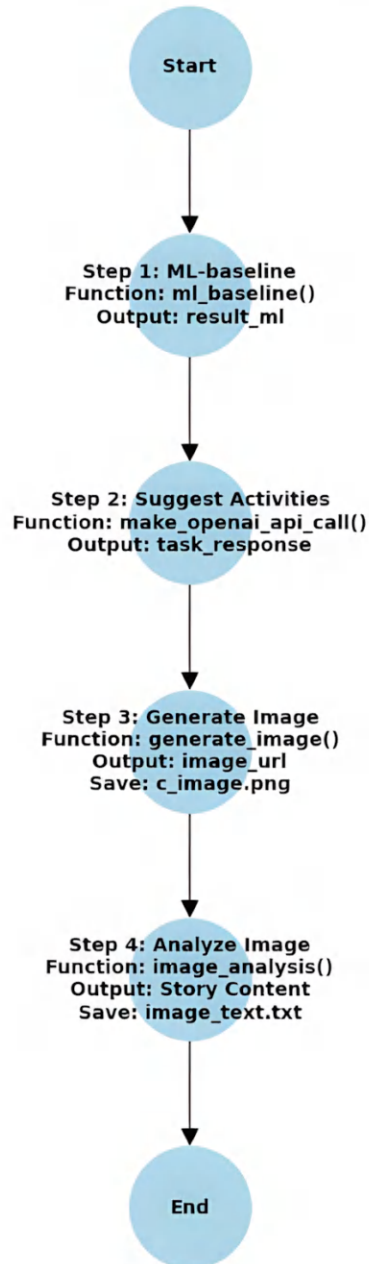 Start
Step 1: ML-baseline
Function: ml_baseline()
Output: result_ml
Step 2: Suggest Activities
Function: make_openai_api_call()
Output: task_response
Step 3: Generate Image
Function: generate_image()
Output: image_url
Save: c_image.png
Step 4: Analyze Image
Function: image_analysis()
Output: Story Content
Save: image_text.txt
End